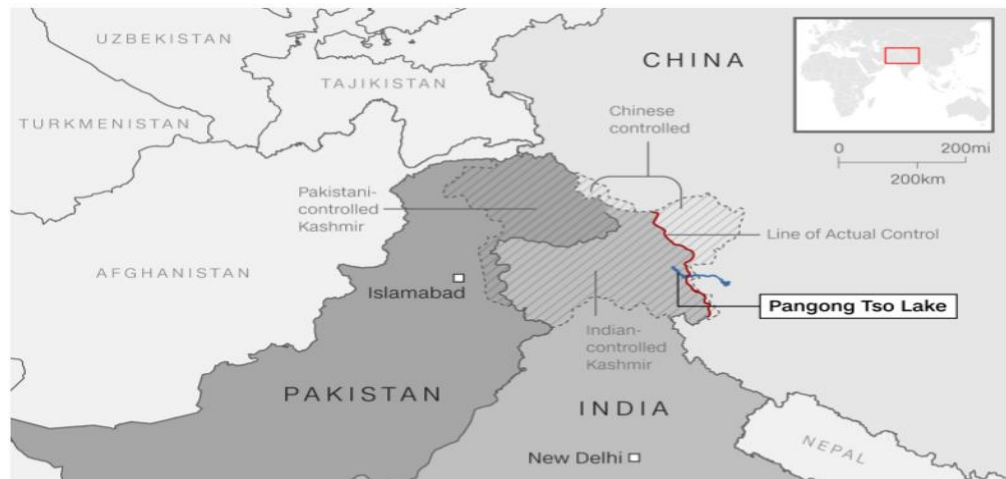 UZBEKISTAN
CHINA
TAJIKISTAN
Chinese
controlled
TURKMENISTAN
0 200mi
200km
Pakistani-
controlled
Kashmir
Line of Actual Control
AFGHANISTAN
Islamabad
Pangong Tso Lake
Indian-
controlled
Kashmir
PAKISTAN
INDIA
NEPAL
New Delhi